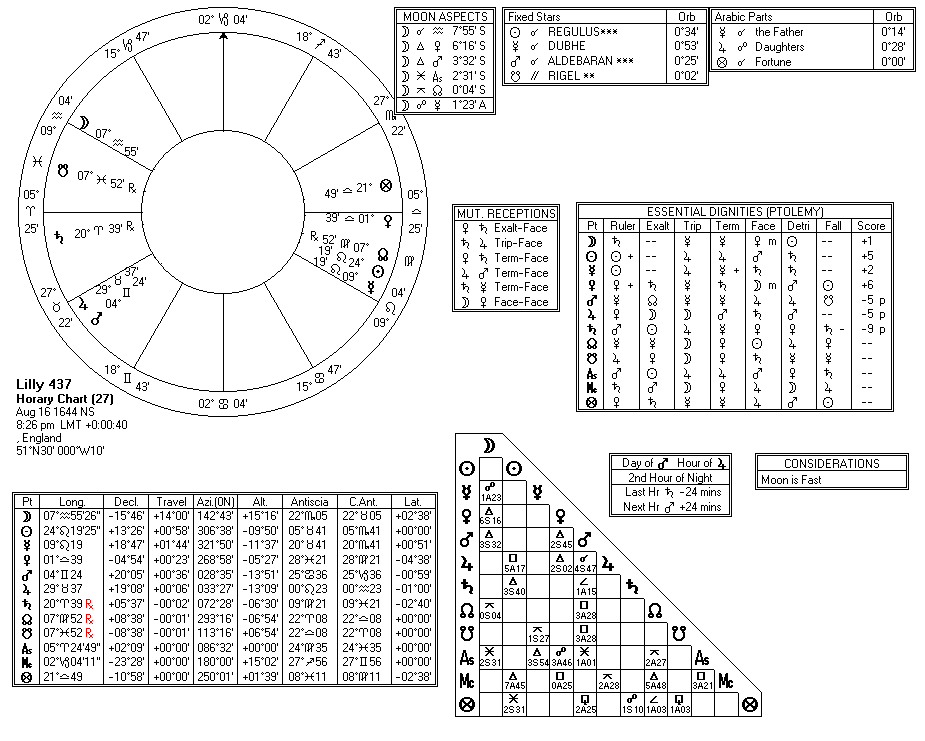 MOON ASPECTS
☽ ☌ ♒ 7°55' S
☽ △ ♀ 6°16' S
☽ △ ♂ 3°32' S
☽ ⚹ As 2°31' S
☽ ⚻ ☊ 0°04' S
☽ ☍ ☿ 1°23' A
Fixed Stars Orb
☉ ☌ REGULUS*** 0°34'
☿ ☌ DUBHE 0°53'
♂ ☌ ALDEBARAN *** 0°25'
☋ // RIGEL ** 0°02'
Arabic Parts Orb
☿ ☌ the Father 0°14'
♃ ☍ Daughters 0°28'
⊗ ☌ Fortune 0°00'
02° ♑ 04'
15° ♑ 47'
18° ♐ 43'
04' ♒ 09°
27° ♏ 22'
☽ 07° ♒ 55'
♓
☋ 07° ♓ 52' ℞
49' ♎ 21° ⊗
05° ♈ 25'
05° ♎ 25'
39' ♎ 01° ♀
♄ 20° ♈ 39' ℞
℞ 52' ♍ 07° ☊
19' ♌ 24° ☉
19' ♌ 09° ☿
♍
29° ♉ 37' ♃
04° ♊ 24' ♂
27° ♉ 22'
04' ♌ 09°
18° ♊ 43'
15° ♋ 47'
02° ♋ 04'
Lilly 437
Horary Chart (27)
Aug 16 1644 NS
8:26 pm LMT +0:00:40
, England
51°N30' 000°W10'
MUT. RECEPTIONS
♀ ♄ Exalt-Face
♄ ♃ Trip-Face
♀ ♄ Term-Face
♃ ♂ Term-Face
♄ ☿ Term-Face
☽ ♀ Face-Face
ESSENTIAL DIGNITIES (PTOLEMY)
Pt Ruler Exalt Trip Term Face Detri Fall Score
☽ ♄ -- ☿ ☿ ♀ m ☉ -- +1
☉ ☉ + -- ♃ ♃ ♂ ♄ -- +5
☿ ☉ -- ♃ ☿ + ♄ ♄ -- +2
♀ ♀ + ♄ ☿ ♄ ☽ m ♂ ☉ +6
♂ ☿ ☊ ☿ ☿ ♃ ♃ ☋ -5 p
♃ ♀ ☽ ☽ ♂ ♄ ♂ -- -5 p
♄ ♂ ☉ ♃ ☿ ♀ ♀ ♄ - -9 p
☊ ☿ ☿ ☽ ♀ ☉ ♃ ♀ --
☋ ♃ ♀ ☽ ♀ ♄ ☿ ☿ --
As ♂ ☉ ♃ ♃ ♂ ♀ ♄ --
Mc ♄ ♂ ☽ ♀ ♃ ☽ ♃ --
⊗ ♀ ♄ ☿ ☿ ♃ ♂ ☉ --
Day of ♂ Hour of ♃
2nd Hour of Night
Last Hr ♄ -24 mins
Next Hr ♂ +24 mins
CONSIDERATIONS
Moon is Fast
Pt Long. Decl. Travel Azi.(0N) Alt. Antiscia C.Ant. Lat.
☽ 07°♒55'26" -15°46' +14°00' 142°43' +15°16' 22°♏05 22°♉05 +02°38'
☉ 24°♌19'25" +13°26' +00°58' 306°38' -09°50' 05°♉41 05°♏41 +00°00'
☿ 09°♌19 +18°47' +01°44' 321°50' -11°37' 20°♉41 20°♏41 +00°51'
♀ 01°♎39 -04°54' +00°23' 268°58' -05°27' 28°♓21 28°♍21 -04°38'
♂ 04°♊24 +20°05' +00°36' 028°35' -13°51' 25°♋36 25°♑36 -00°59'
♃ 29°♉37 +19°08' +00°06' 033°27' -13°09' 00°♌23 00°♒23 -01°00'
♄ 20°♈39 ℞ +05°37' -00°02' 072°28' -06°30' 09°♍21 09°♓21 -02°40'
☊ 07°♍52 ℞ +08°38' -00°01' 293°16' -06°54' 22°♈08 22°♎08 +00°00'
☋ 07°♓52 ℞ -08°38' -00°01' 113°16' +06°54' 22°♎08 22°♈08 +00°00'
As 05°♈24'49" +02°09' +00°00' 086°32' +00°00' 24°♍35 24°♓35 +00°00'
Mc 02°♑04'11" -23°28' +00°00' 180°00' +15°02' 27°♐56 27°♊56 +00°00'
⊗ 21°♎49 -10°58' +00°00' 250°01' +01°39' 08°♓11 08°♍11 -02°38'
☽
☉ ☉
☿ ☍ 1A23 ☿
♀ △ 6S16 ♀
♂ △ 3S32 △ 2S45 ♂
♃ □ 5A17 △ 2S02 ☌ 4S47 ♃
♄ △ 3S40 ∠ 1A15 ♄
☊ ⚻ 0S04 □ 3A28 ☊
☋ ⚻ 1S27 □ 3A28 ☋
As ⚹ 2S31 △ 3S54 ☍ 3A46 ⚹ 1A01 ⚻ 2A27 As
Mc △ 7A45 □ 0A25 ⚻ 2A28 △ 5A48 □ 3A21 Mc
⊗ ⚹ 2S31 ⚼ 2A25 ☍ 1S10 ∠ 1A03 ⚼ 1A03 ⊗